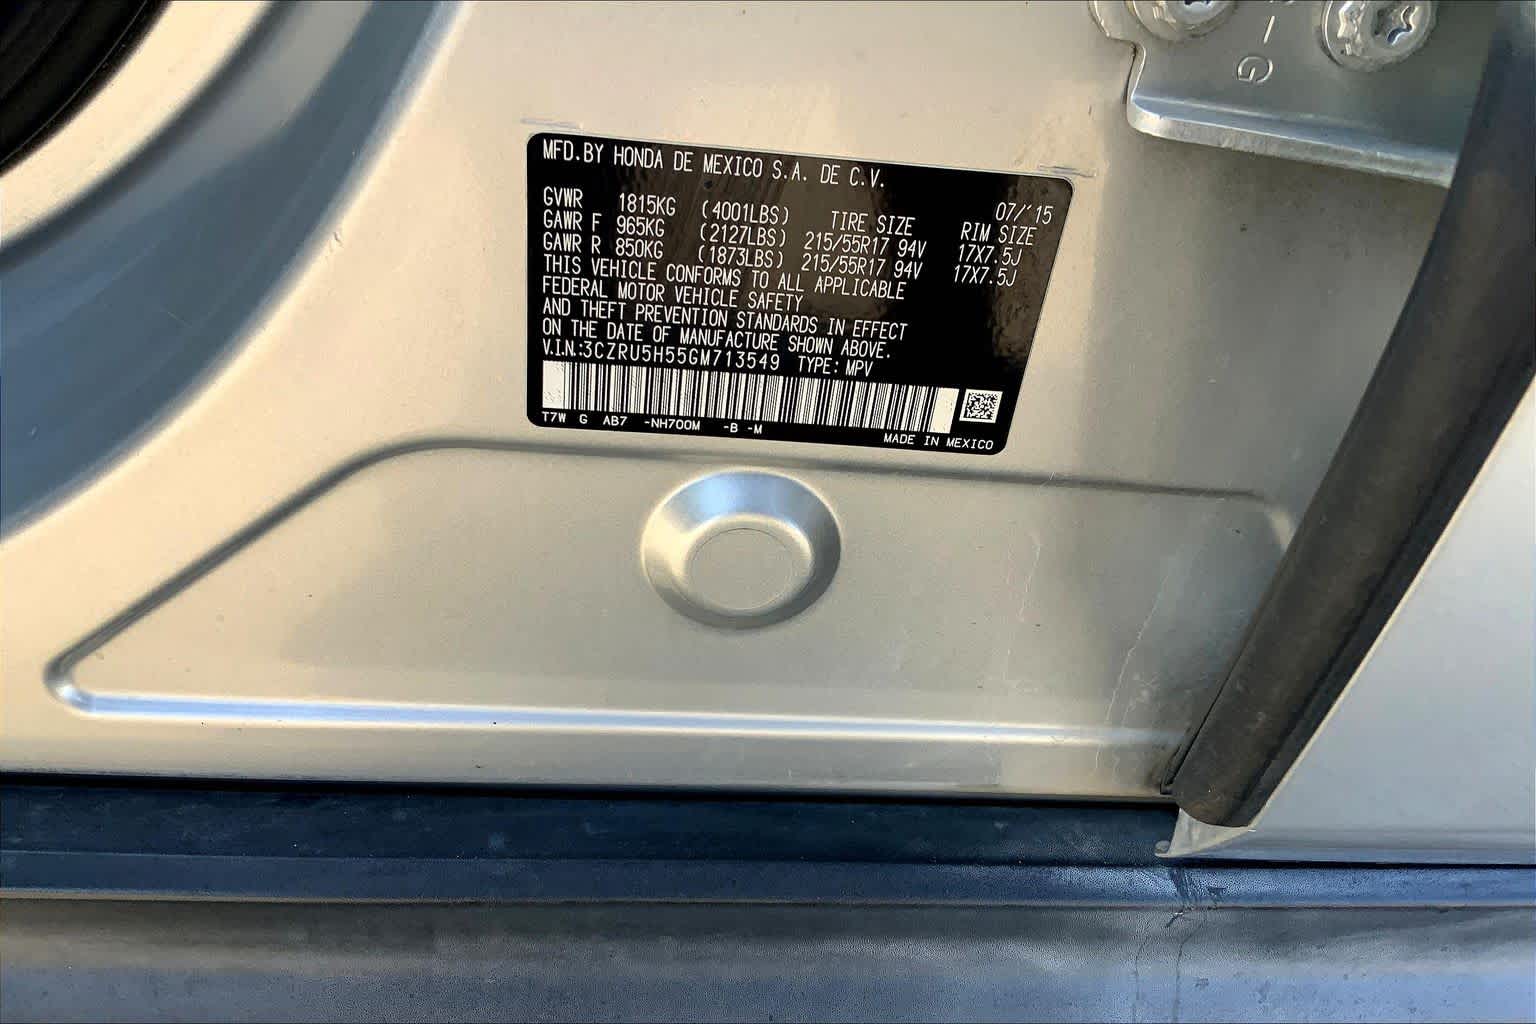 G
MFD.BY HONDA DE MEXICO S.A. DE C.V.
07/'15
GVWR 1815KG (4001LBS) TIRE SIZE RIM SIZE
GAWR F 965KG (2127LBS) 215/55R17 94V 17X7.5J
GAWR R 850KG (1873LBS) 215/55R17 94V 17X7.5J
THIS VEHICLE CONFORMS TO ALL APPLICABLE
FEDERAL MOTOR VEHICLE SAFETY
AND THEFT PREVENTION STANDARDS IN EFFECT
ON THE DATE OF MANUFACTURE SHOWN ABOVE.
V.I.N.:3CZRU5H55GM713549 TYPE: MPV
T7W G AB7 -NH700M -B -M
MADE IN MEXICO